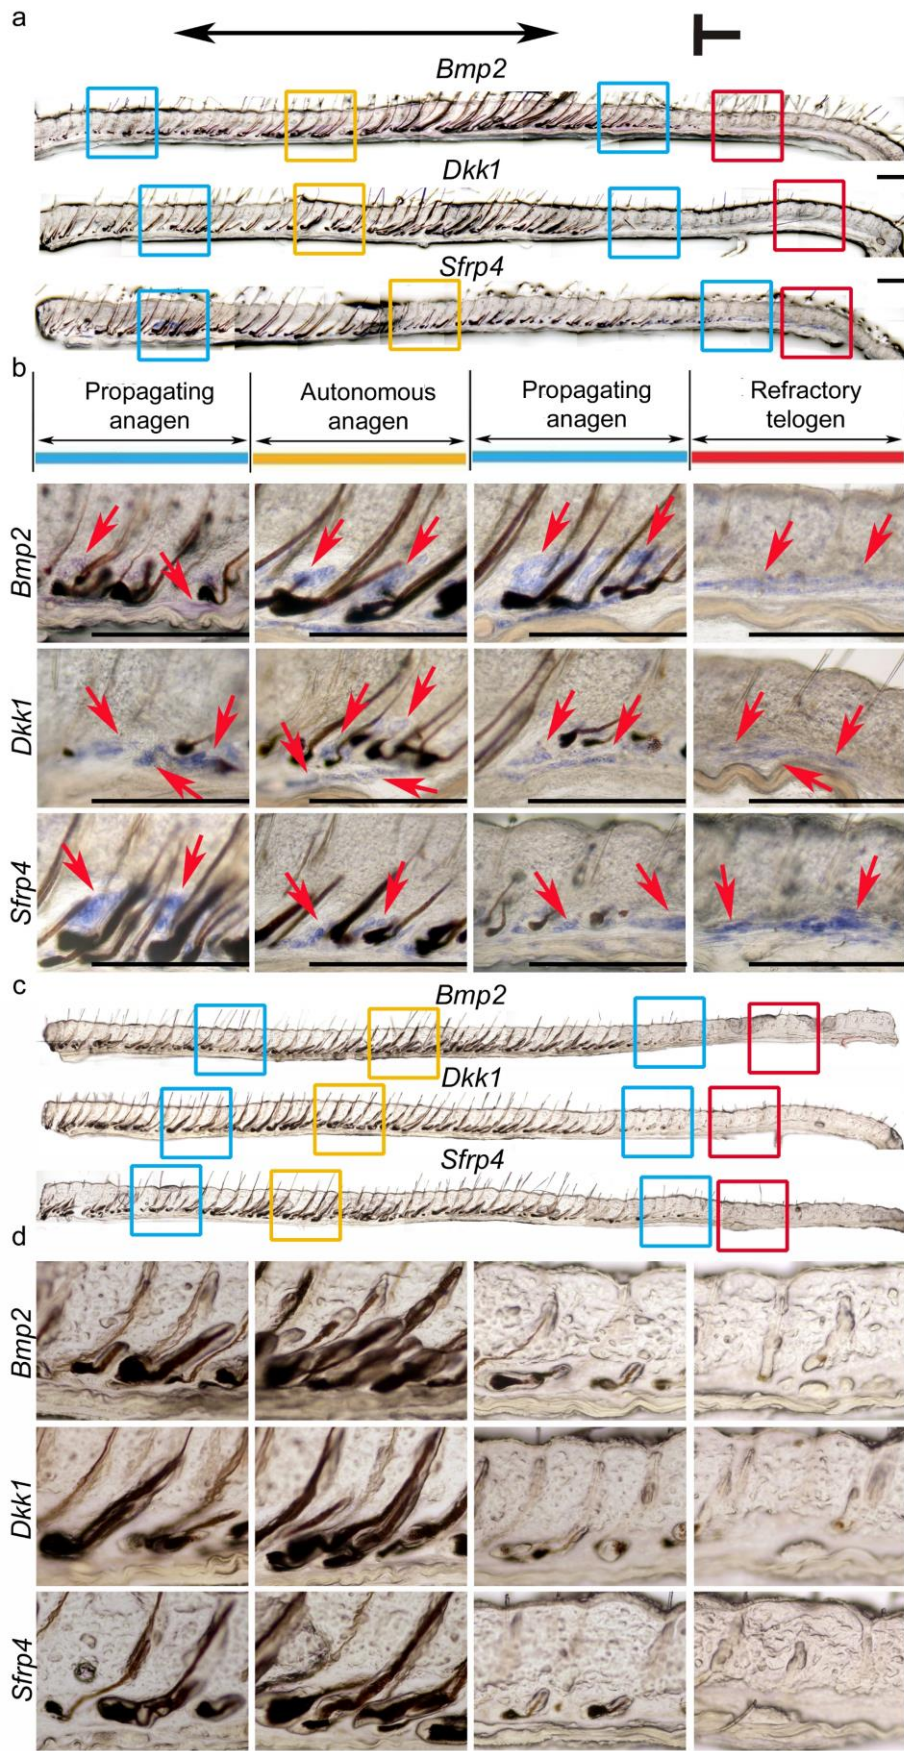 a
Bmp2
Dkk1
Sfrp4
b
Propagating anagen
Autonomous anagen
Propagating anagen
Refractory telogen
Bmp2
Dkk1
Sfrp4
c
Bmp2
Dkk1
Sfrp4
d
Bmp2
Dkk1
Sfrp4